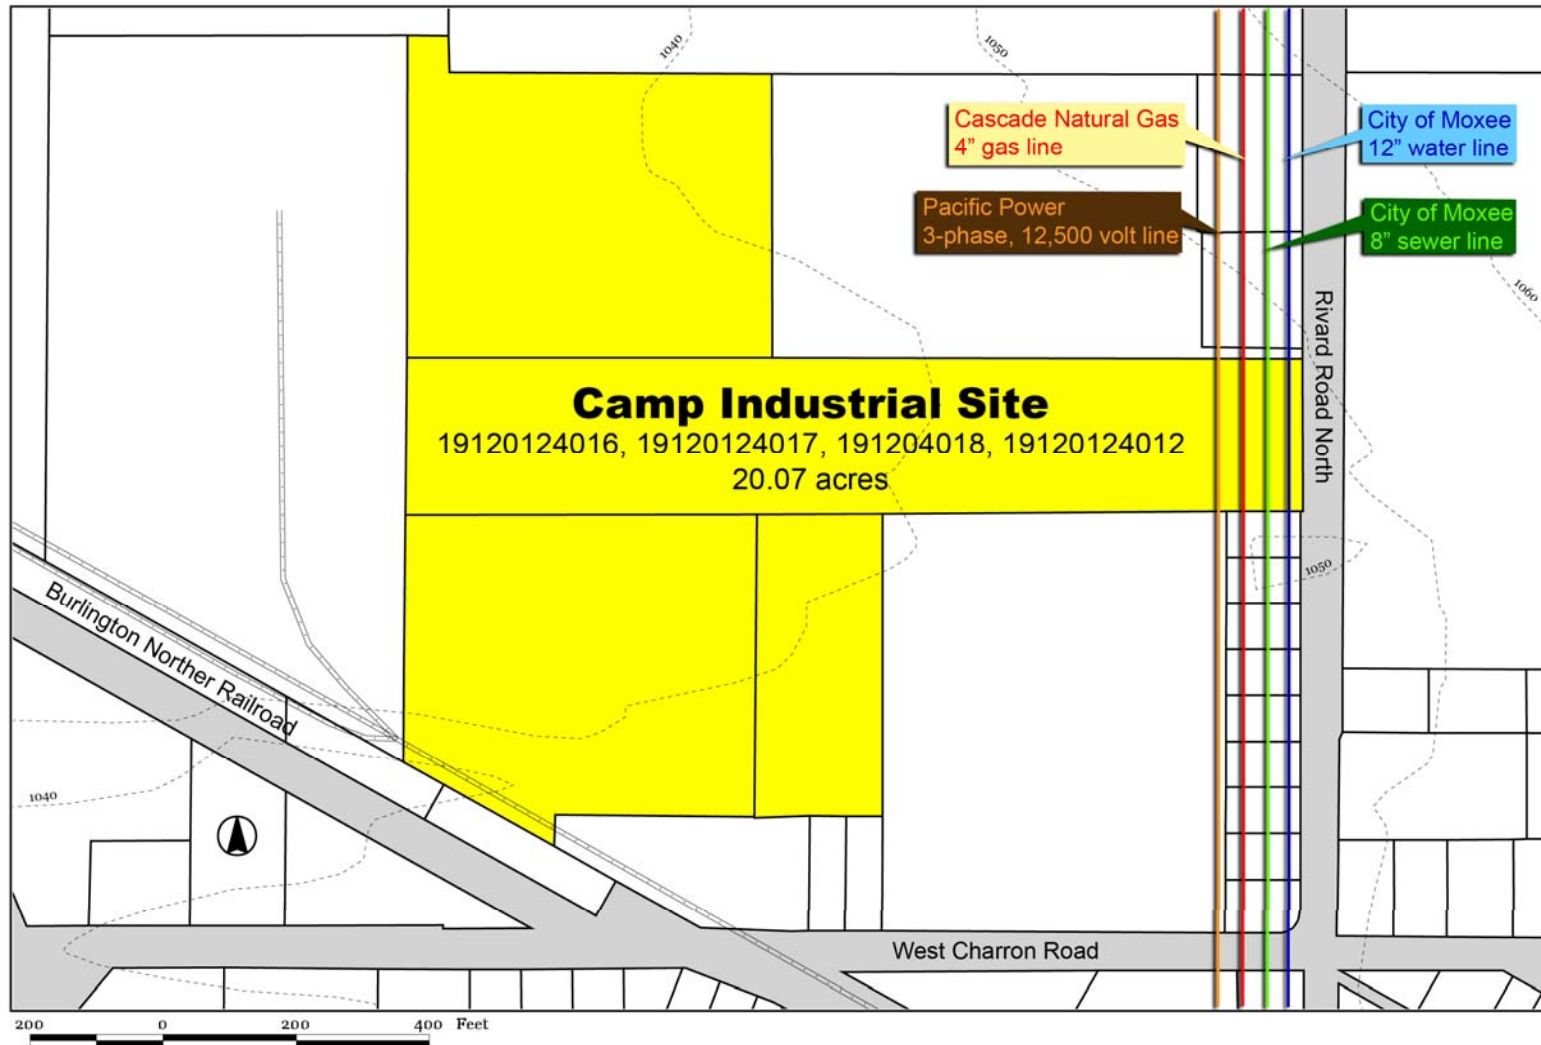 1040
1050
Cascade Natural Gas
4" gas line
City of Moxee
12" water line
Pacific Power
3-phase, 12,500 volt line
City of Moxee
8" sewer line
1060
Rivard Road North
Camp Industrial Site
19120124016, 19120124017, 191204018, 19120124012
20.07 acres
1050
Burlington Norther Railroad
1040
West Charron Road
200 0 200 400 Feet